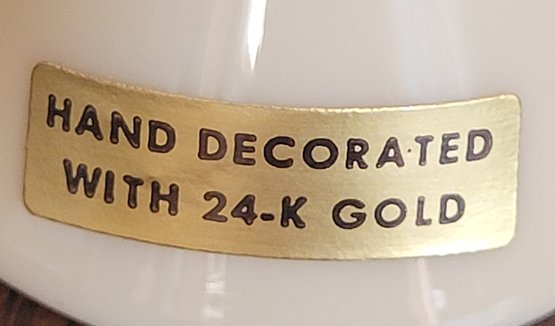 HAND DECORATED
WITH 24-K GOLD